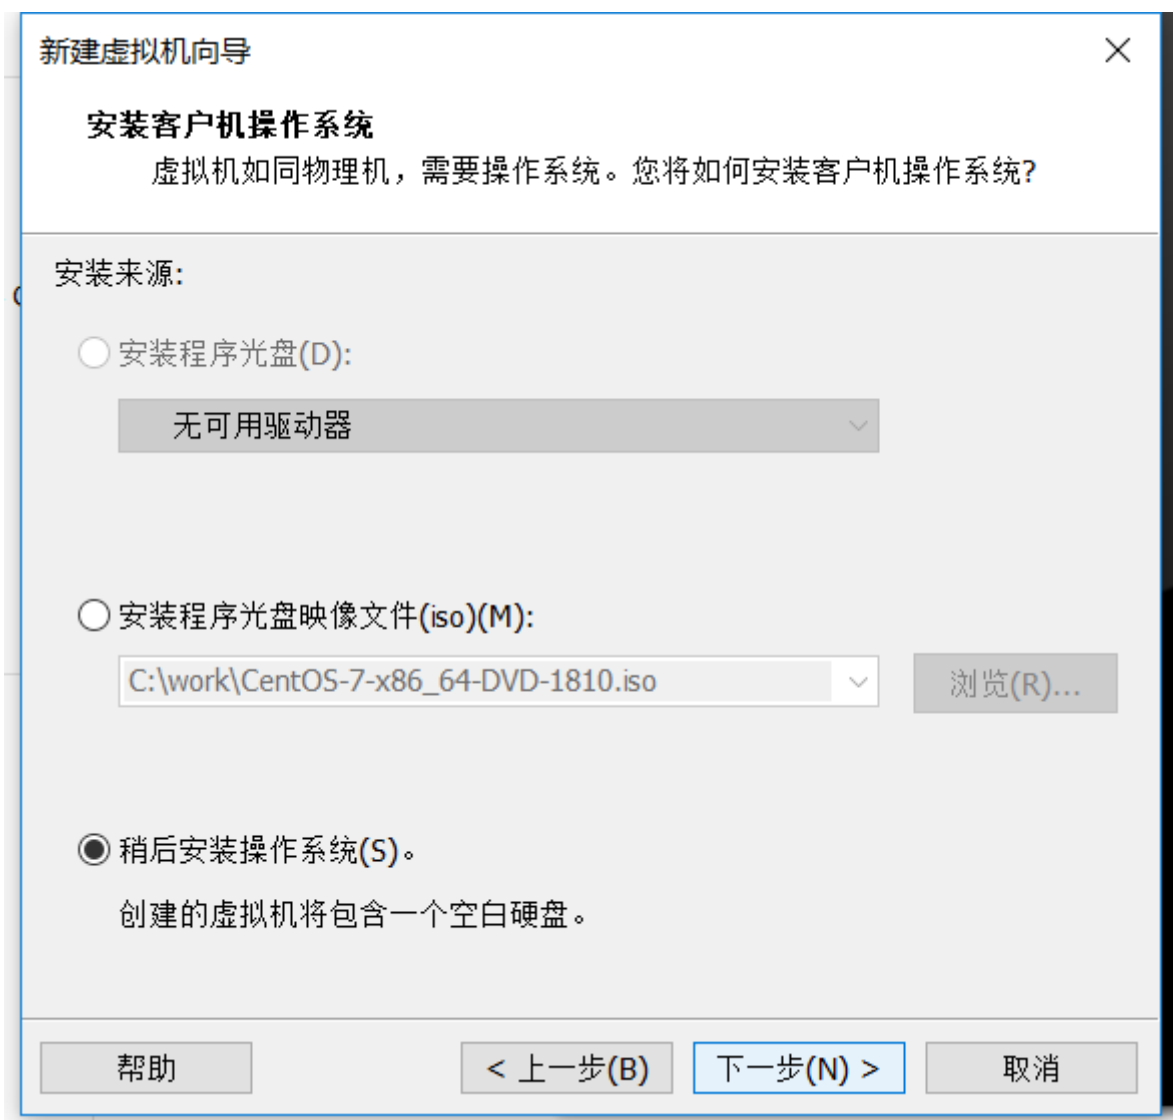 新建虚拟机向导
安装客户机操作系统
虚拟机如同物理机，需要操作系统。您将如何安装客户机操作系统?
安装来源:
安装程序光盘(D):
无可用驱动器
安装程序光盘映像文件(iso)(M):
C:\work\CentOS-7-x86_64-DVD-1810.iso
浏览(R)...
稍后安装操作系统(S)。
创建的虚拟机将包含一个空白硬盘。
帮助
< 上一步(B)
下一步(N) >
取消